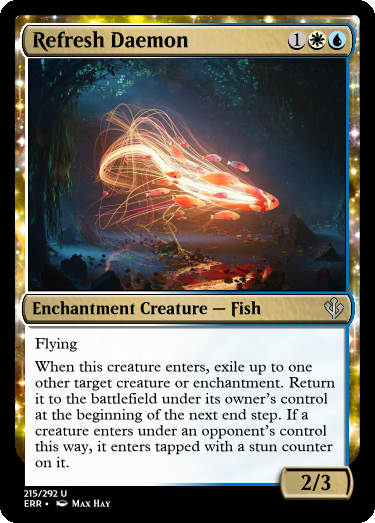 Refresh Daemon 1
Enchantment Creature — Fish
Flying
When this creature enters, exile up to one
other target creature or enchantment. Return
it to the battlefield under its owner's control
at the beginning of the next end step. If a
creature enters under an opponent's control
this way, it enters tapped with a stun counter
on it.
2/3
215/292 U
ERR • Max Hay